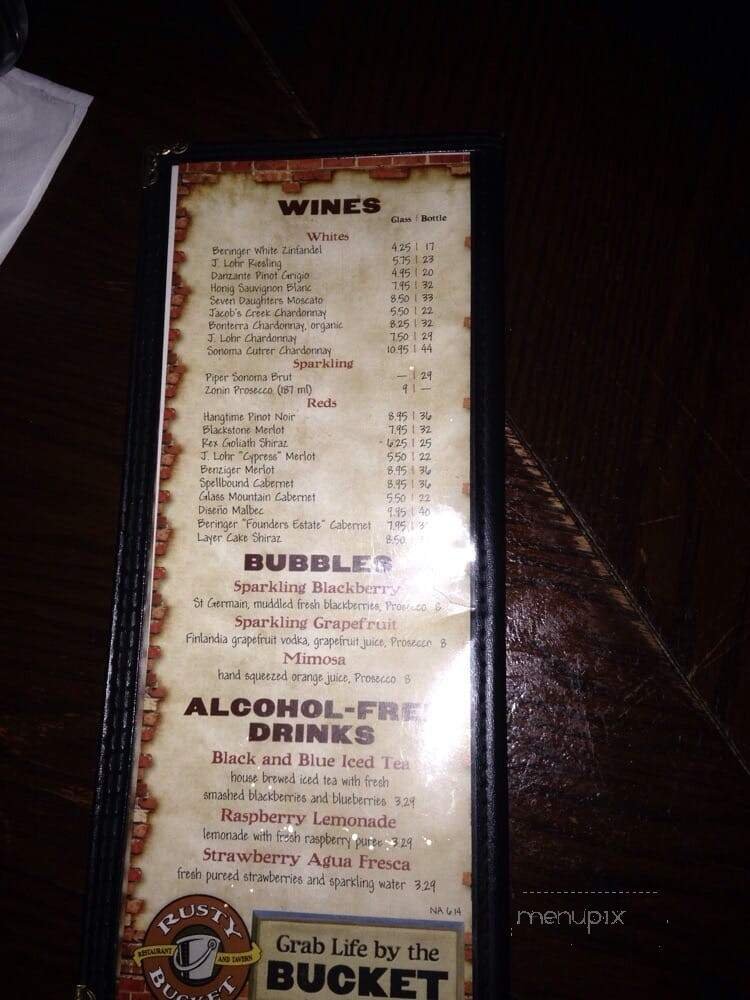 WINES
Glass | Bottle
Whites
Beringer White Zinfandel 4.25 | 17
J. Lohr Riesling 5.75 | 23
Danzante Pinot Grigio 4.95 | 20
Honig Sauvignon Blanc 7.95 | 32
Seven Daughters Moscato 8.50 | 33
Jacob's Creek Chardonnay 5.50 | 22
Bonterra Chardonnay, organic 8.25 | 32
J. Lohr Chardonnay 7.50 | 29
Sonoma Cutrer Chardonnay 10.95 | 44
Sparkling
Piper Sonoma Brut — | 29
Zonin Prosecco (187 ml) 9 | —
Reds
Hangtime Pinot Noir 8.95 | 36
Blackstone Merlot 7.95 | 32
Rex Goliath Shiraz 6.25 | 25
J. Lohr "Cypress" Merlot 5.50 | 22
Benziger Merlot 8.95 | 36
Spellbound Cabernet 8.95 | 36
Glass Mountain Cabernet 5.50 | 22
Diseño Malbec 9.95 | 40
Beringer "Founders Estate" Cabernet 7.95 |
Layer Cake Shiraz 8.50
BUBBLES
Sparkling Blackberry
St Germain, muddled fresh blackberries, Prosecco 8
Sparkling Grapefruit
Finlandia grapefruit vodka, grapefruit juice, Prosecco 8
Mimosa
hand squeezed orange juice, Prosecco 8
ALCOHOL-FREE
DRINKS
Black and Blue Iced Tea
house brewed iced tea with fresh
smashed blackberries and blueberries 3.29
Raspberry Lemonade
lemonade with fresh raspberry puree 3.29
Strawberry Agua Fresca
fresh pureed strawberries and sparkling water 3.29
NA 6.14
RUSTY
RESTAURANT AND TAVERN
BUCKET
Grab Life by the
BUCKET
menupix